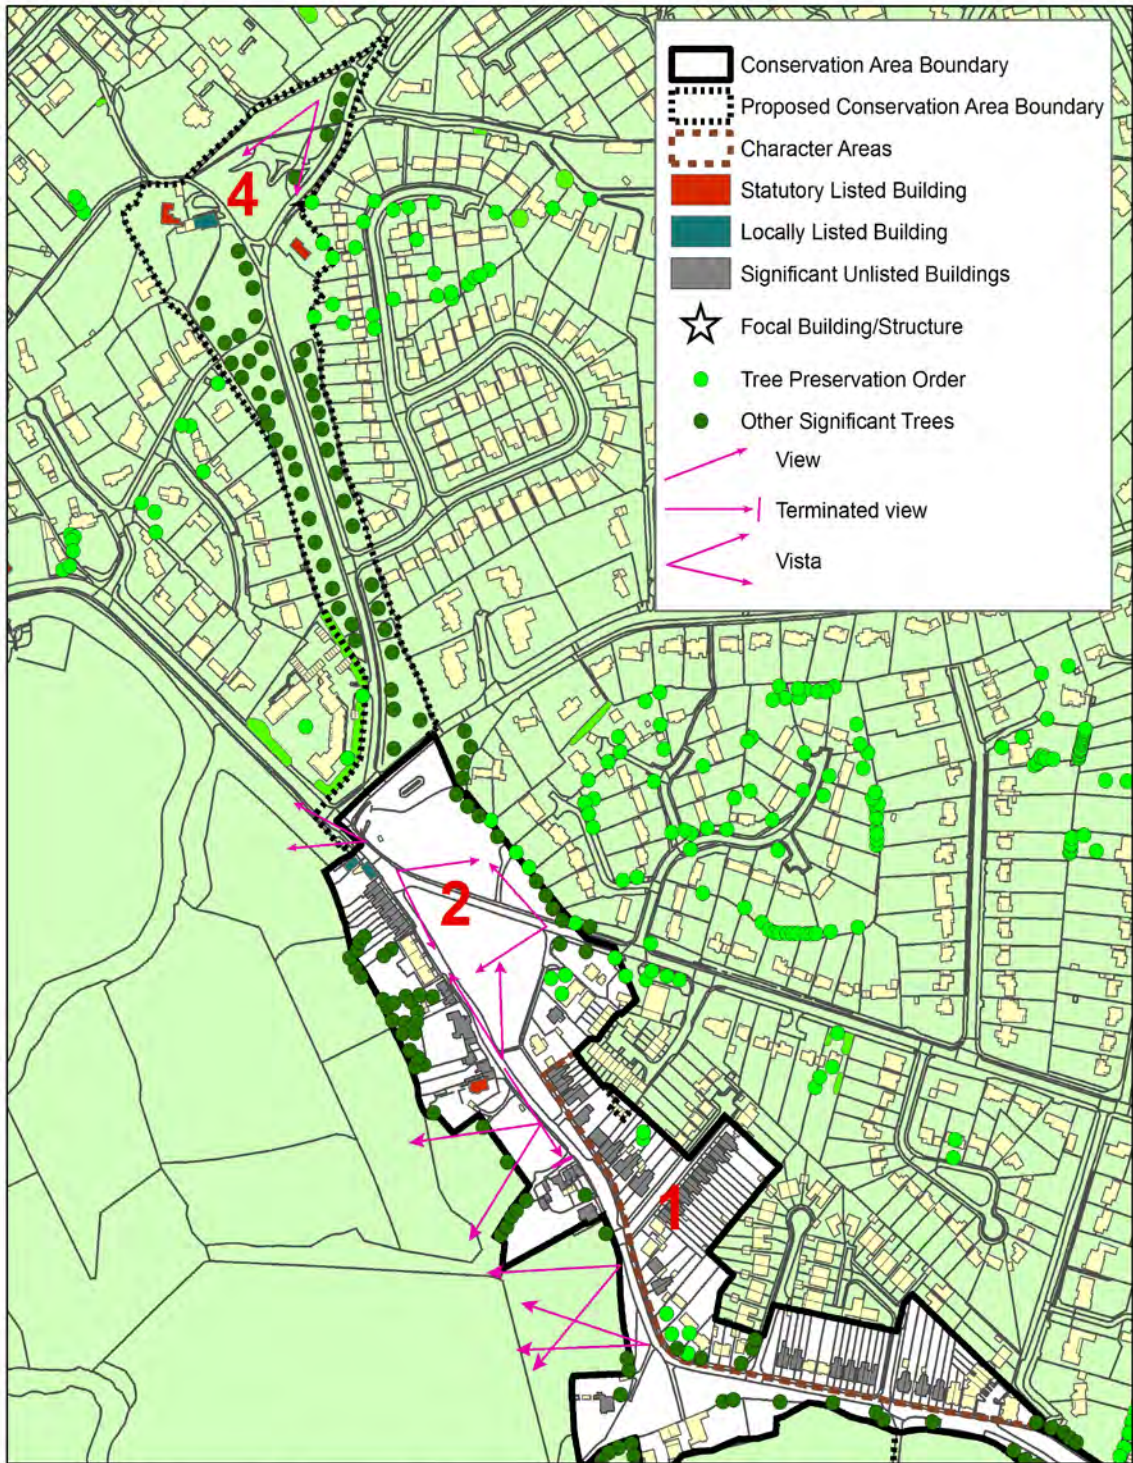 Conservation Area Boundary
Proposed Conservation Area Boundary
Character Areas
Statutory Listed Building
Locally Listed Building
Significant Unlisted Buildings
Focal Building/Structure
Tree Preservation Order
Other Significant Trees
View
Terminated view
Vista
4
2
1